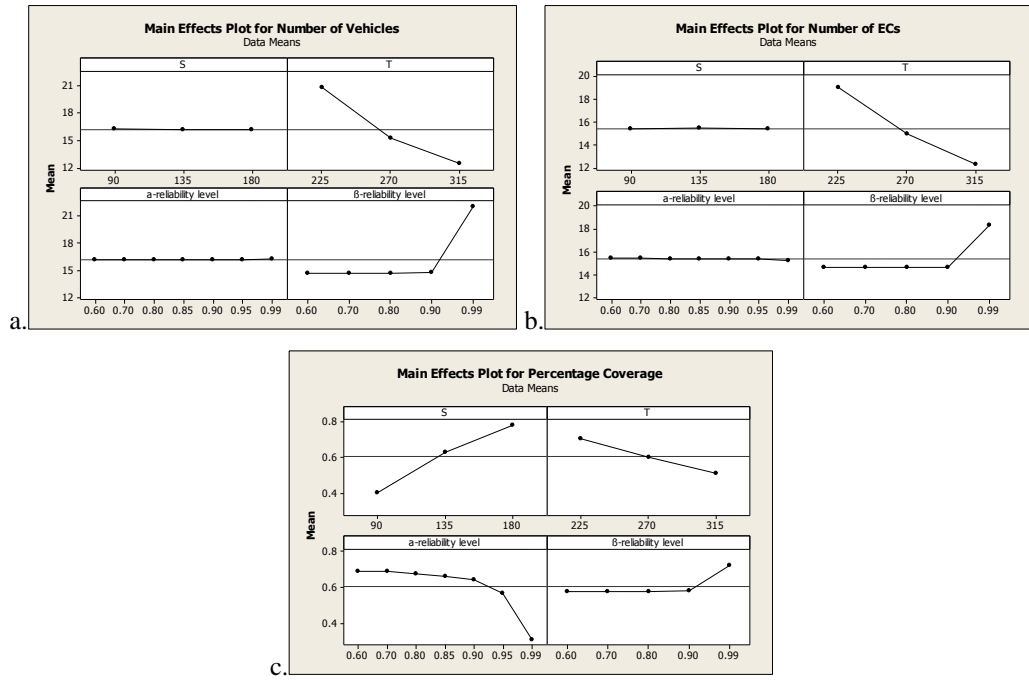 Main Effects Plot for Number of Vehicles
Data Means
S T
21
18
15
12
90 135 180 225 270 315
a-reliability level ß-reliability level
21
18
15
12
0.60 0.70 0.80 0.85 0.90 0.95 0.99 0.60 0.70 0.80 0.90 0.99
Mean
a.
Main Effects Plot for Number of ECs
Data Means
S T
20
18
16
14
12
90 135 180 225 270 315
a-reliability level ß-reliability level
20
18
16
14
12
0.60 0.70 0.80 0.85 0.90 0.95 0.99 0.60 0.70 0.80 0.90 0.99
Mean
b.
Main Effects Plot for Percentage Coverage
Data Means
S T
0.8
0.6
0.4
90 135 180 225 270 315
a-reliability level ß-reliability level
0.8
0.6
0.4
0.60 0.70 0.80 0.85 0.90 0.95 0.99 0.60 0.70 0.80 0.90 0.99
Mean
c.